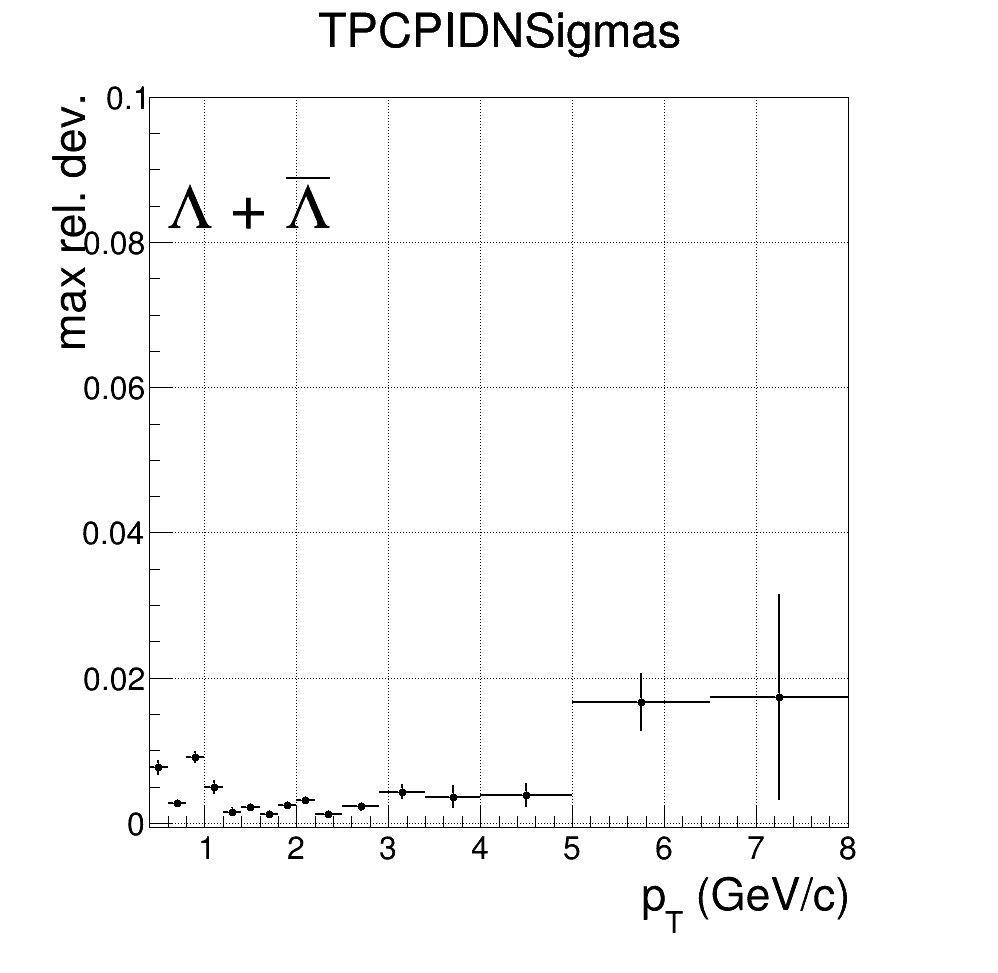 TPCPIDNSigmas
max rel. dev.
0.1
0.08
0.06
0.04
0.02
0
Λ + Λ̅
1 2 3 4 5 6 7 8
p_T (GeV/c)